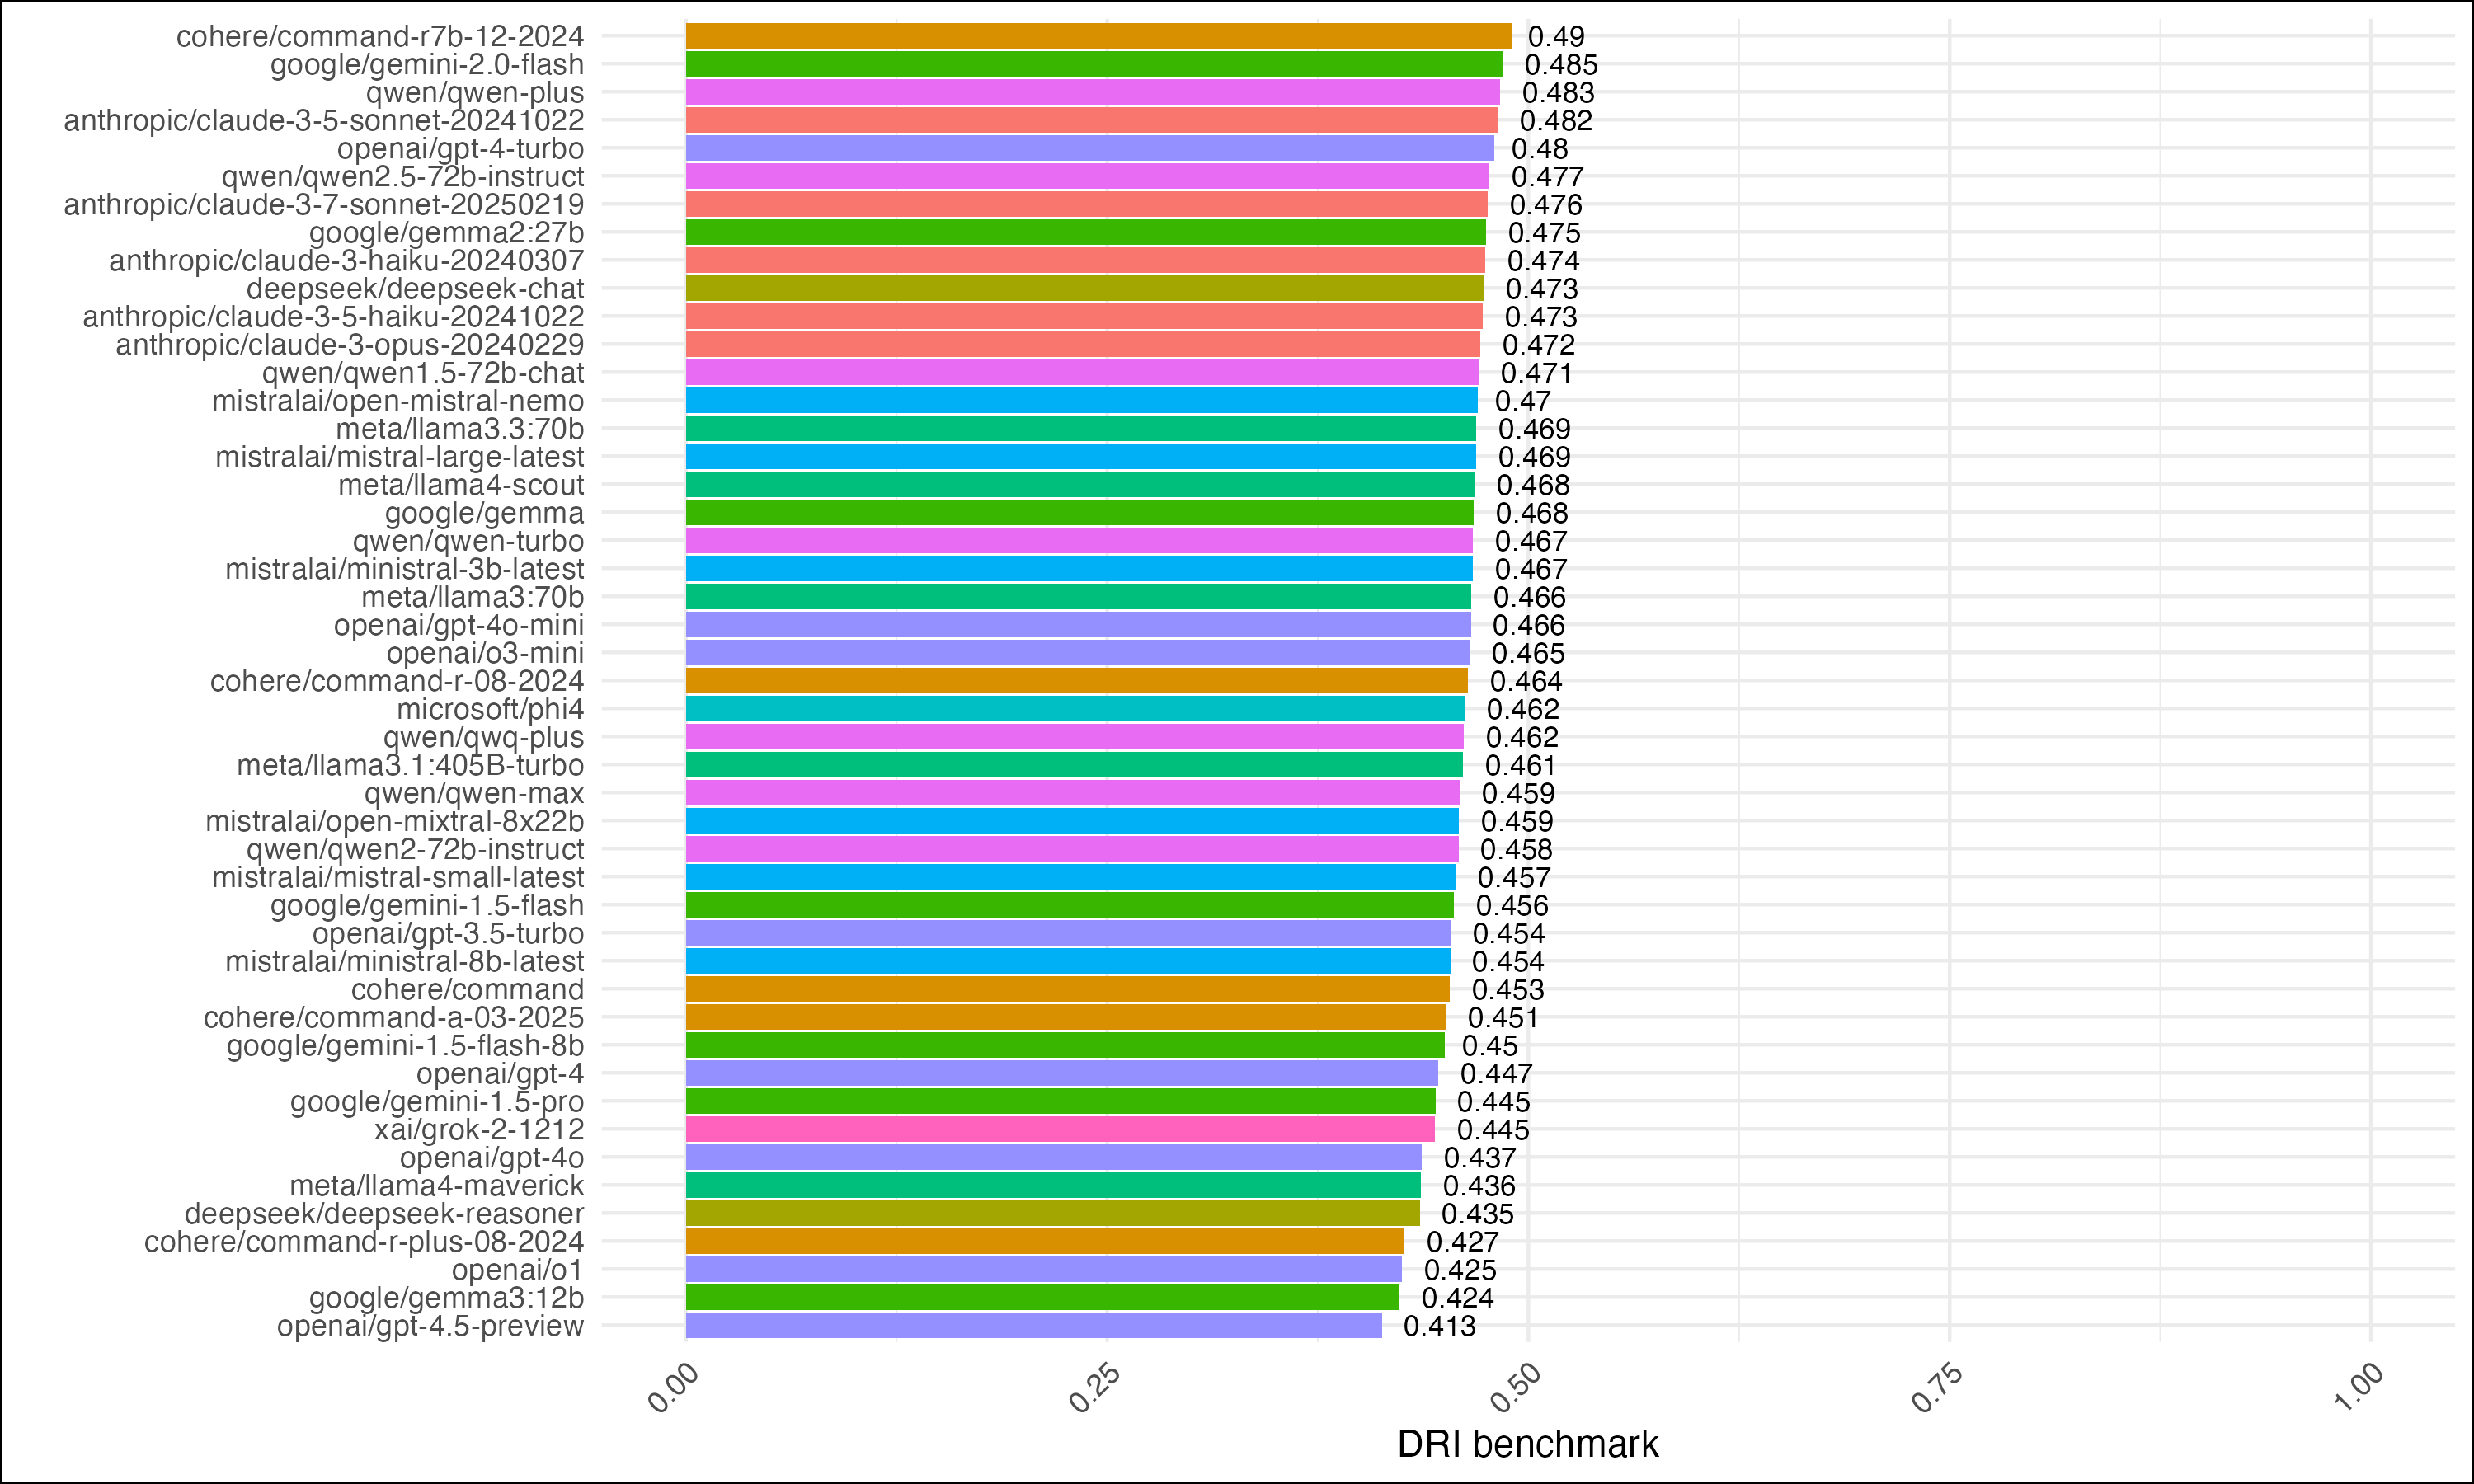 cohere/command-r7b-12-2024 0.49
google/gemini-2.0-flash 0.485
qwen/qwen-plus 0.483
anthropic/claude-3-5-sonnet-20241022 0.482
openai/gpt-4-turbo 0.48
qwen/qwen2.5-72b-instruct 0.477
anthropic/claude-3-7-sonnet-20250219 0.476
google/gemma2:27b 0.475
anthropic/claude-3-haiku-20240307 0.474
deepseek/deepseek-chat 0.473
anthropic/claude-3-5-haiku-20241022 0.473
anthropic/claude-3-opus-20240229 0.472
qwen/qwen1.5-72b-chat 0.471
mistralai/open-mistral-nemo 0.47
meta/llama3.3:70b 0.469
mistralai/mistral-large-latest 0.469
meta/llama4-scout 0.468
google/gemma 0.468
qwen/qwen-turbo 0.467
mistralai/ministral-3b-latest 0.467
meta/llama3:70b 0.466
openai/gpt-4o-mini 0.466
openai/o3-mini 0.465
cohere/command-r-08-2024 0.464
microsoft/phi4 0.462
qwen/qwq-plus 0.462
meta/llama3.1:405B-turbo 0.461
qwen/qwen-max 0.459
mistralai/open-mixtral-8x22b 0.459
qwen/qwen2-72b-instruct 0.458
mistralai/mistral-small-latest 0.457
google/gemini-1.5-flash 0.456
openai/gpt-3.5-turbo 0.454
mistralai/ministral-8b-latest 0.454
cohere/command 0.453
cohere/command-a-03-2025 0.451
google/gemini-1.5-flash-8b 0.45
openai/gpt-4 0.447
google/gemini-1.5-pro 0.445
xai/grok-2-1212 0.445
openai/gpt-4o 0.437
meta/llama4-maverick 0.436
deepseek/deepseek-reasoner 0.435
cohere/command-r-plus-08-2024 0.427
openai/o1 0.425
google/gemma3:12b 0.424
openai/gpt-4.5-preview 0.413
0.00 0.25 0.50 0.75 1.00
DRI benchmark